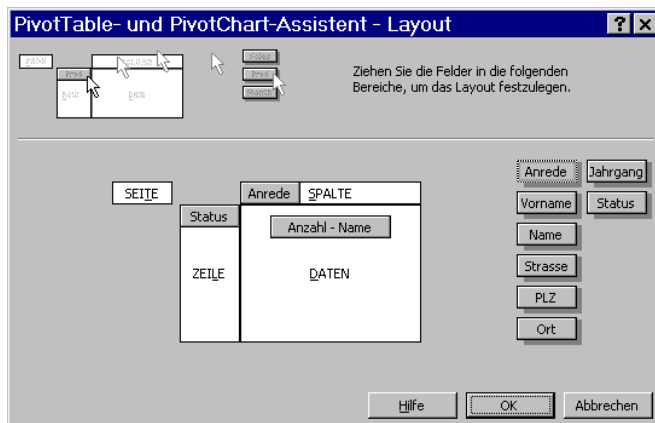 PivotTable- und PivotChart-Assistent - Layout
Ziehen Sie die Felder in die folgenden
Bereiche, um das Layout festzulegen.
SEITE
Anrede SPALTE
Status
Anzahl - Name
ZEILE
DATEN
Anrede Jahrgang
Vorname Status
Name
Strasse
PLZ
Ort
Hilfe OK Abbrechen